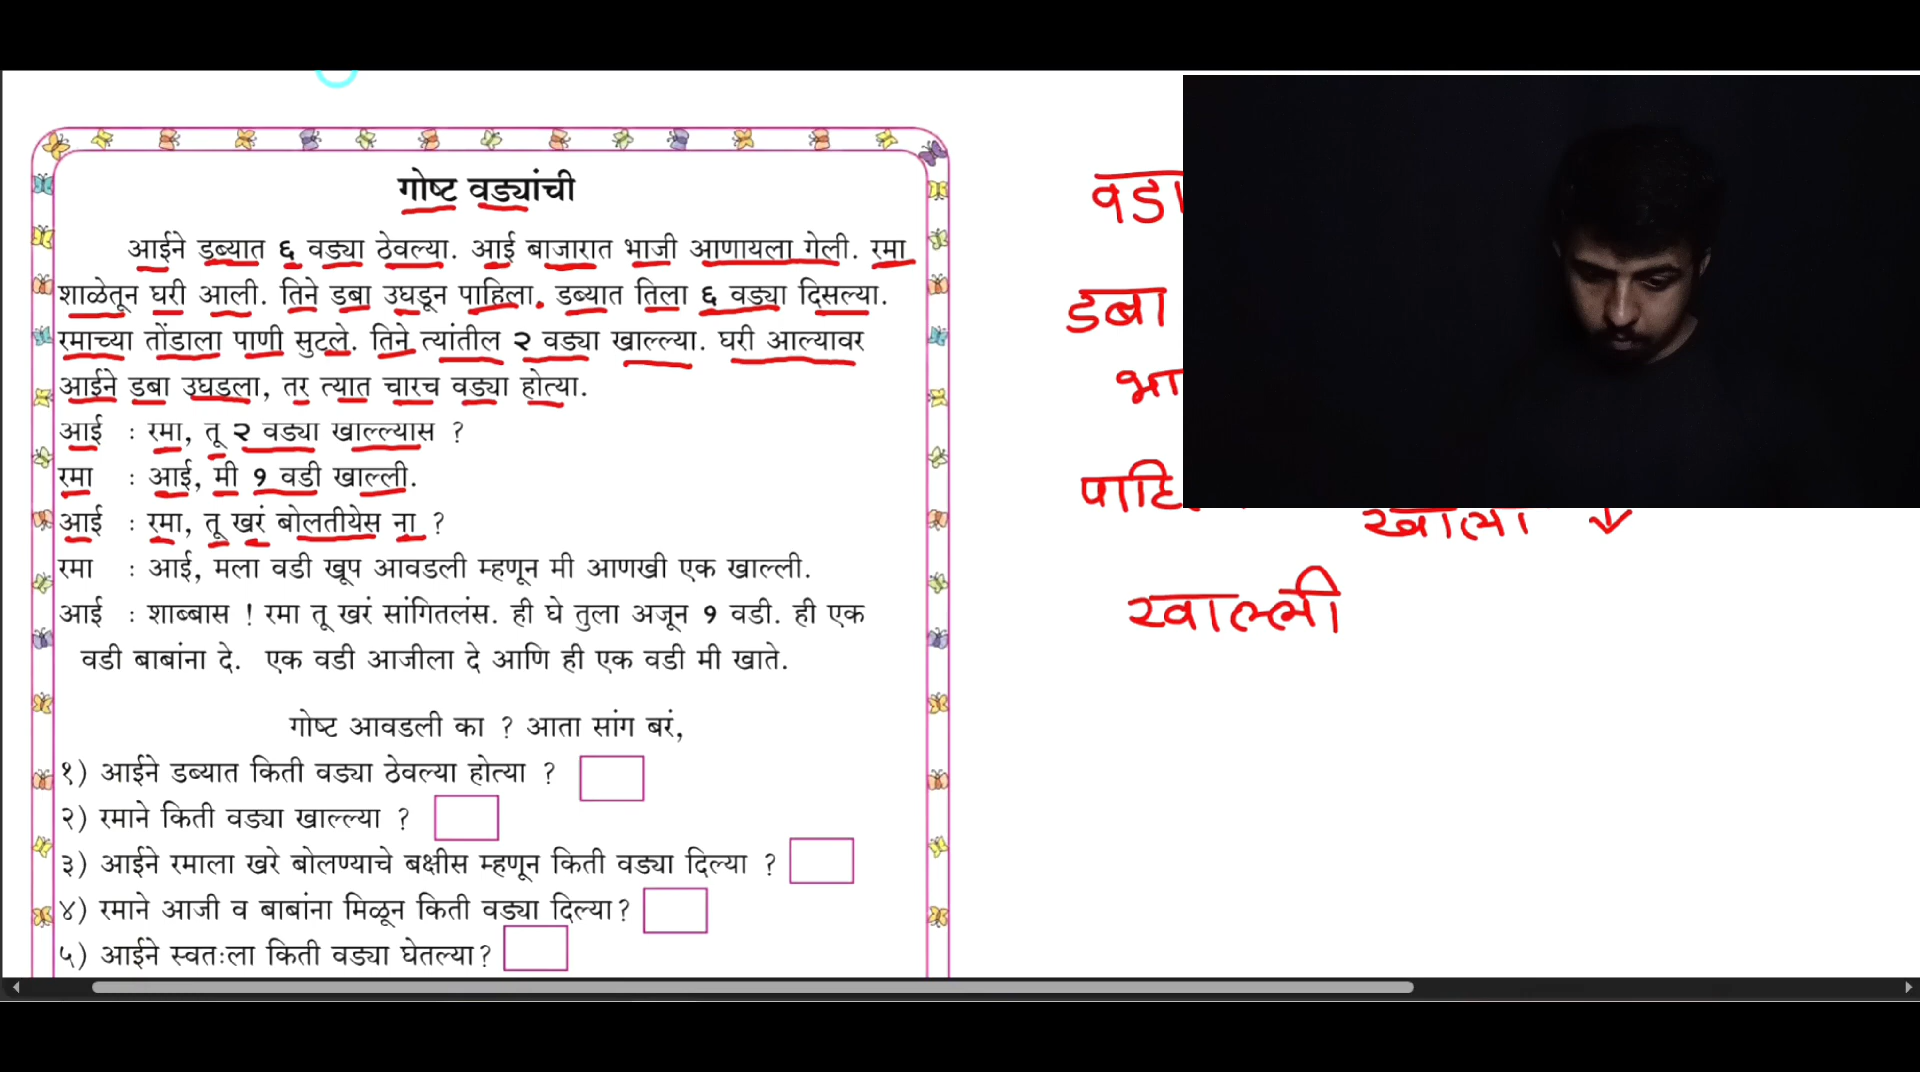 गोष्ट वड्यांची
आईने डब्यात ६ वड्या ठेवल्या. आई बाजारात भाजी आणायला गेली. रमा
शाळेतून घरी आली. तिने डबा उघडून पाहिला. डब्यात तिला ६ वड्या दिसल्या.
रमाच्या तोंडाला पाणी सुटले. तिने त्यांतील २ वड्या खाल्ल्या. घरी आल्यावर
आईने डबा उघडला, तर त्यात चारच वड्या होत्या.
आई : रमा, तू २ वड्या खाल्ल्यास ?
रमा : आई, मी १ वडी खाल्ली.
आई : रमा, तू खरं बोलतीयेस ना ?
रमा : आई, मला वडी खूप आवडली म्हणून मी आणखी एक खाल्ली.
आई : शाब्बास ! रमा तू खरं सांगितलंस. ही घे तुला अजून १ वडी. ही एक
वडी बाबांना दे. एक वडी आजीला दे आणि ही एक वडी मी खाते.
गोष्ट आवडली का ? आता सांग बरं,
१) आईने डब्यात किती वड्या ठेवल्या होत्या ?
२) रमाने किती वड्या खाल्ल्या ?
३) आईने रमाला खरे बोलण्याचे बक्षीस म्हणून किती वड्या दिल्या ?
४) रमाने आजी व बाबांना मिळून किती वड्या दिल्या?
५) आईने स्वतःला किती वड्या घेतल्या?
वडा
डबा
भा
पाहि
खाल्ली